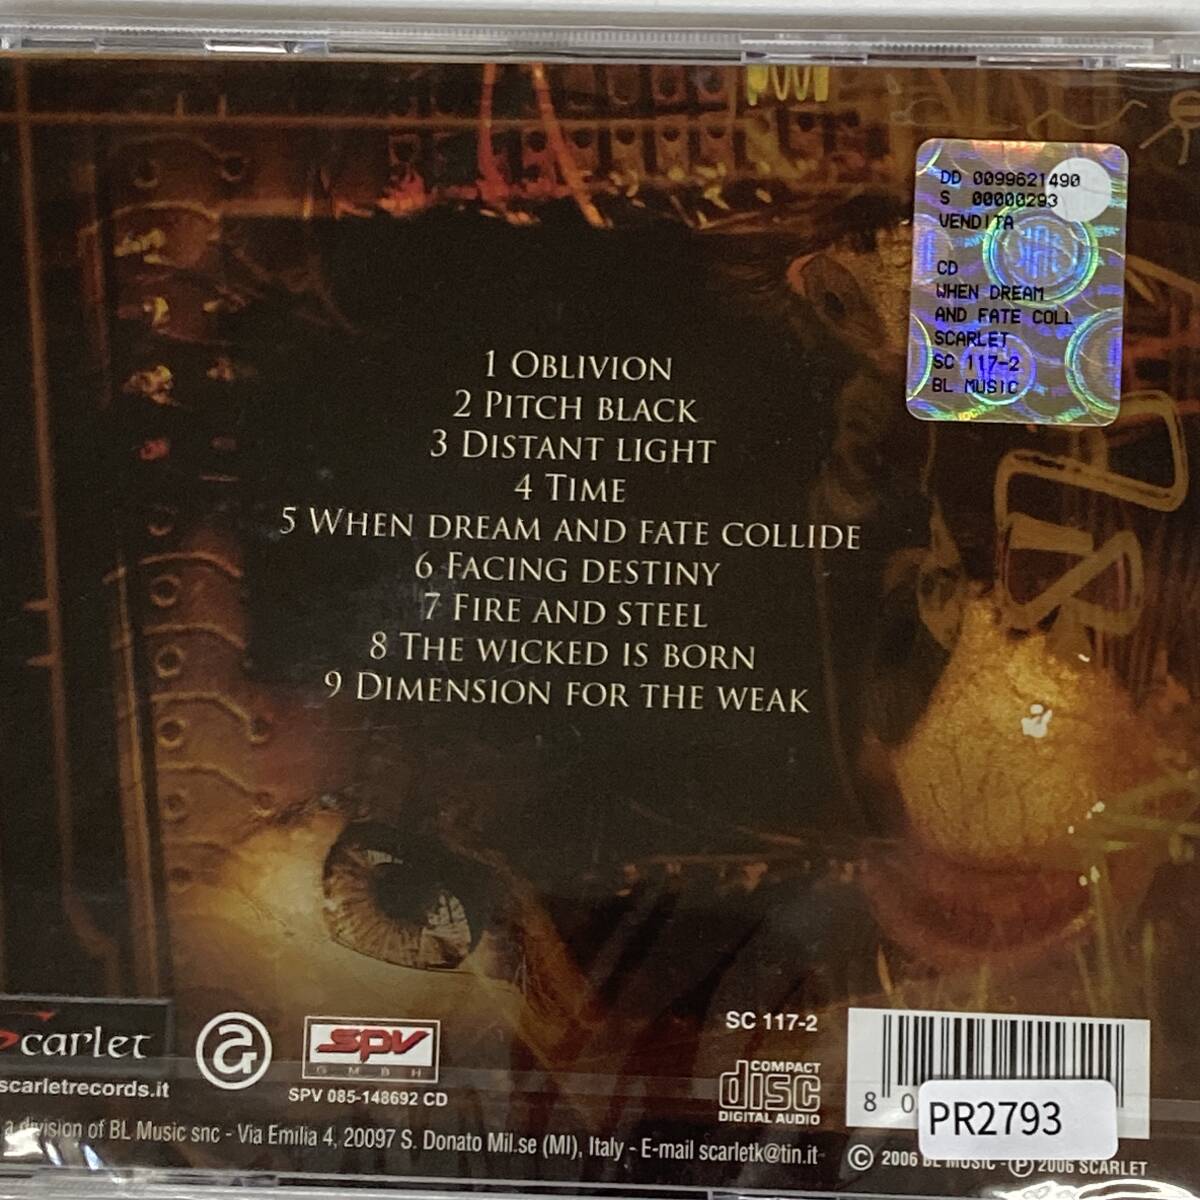 DD 0099621490
S 00000293
VENDITA
CD
WHEN DREAM
AND FATE COLL
SCARLET
SC 117-2
BL MUSIC
1 OBLIVION
2 PITCH BLACK
3 DISTANT LIGHT
4 TIME
5 WHEN DREAM AND FATE COLLIDE
6 FACING DESTINY
7 FIRE AND STEEL
8 THE WICKED IS BORN
9 DIMENSION FOR THE WEAK
Scarlet
scarletrecords.it
SPV
GMBH
SPV 085-148692 CD
SC 117-2
COMPACT
disc
DIGITAL AUDIO
8 0
PR2793
a division of BL Music snc - Via Emilia 4, 20097 S. Donato Mil.se (MI), Italy - E-mail scarletk@tin.it
© 2006 BL MUSIC - ℗ 2006 SCARLET